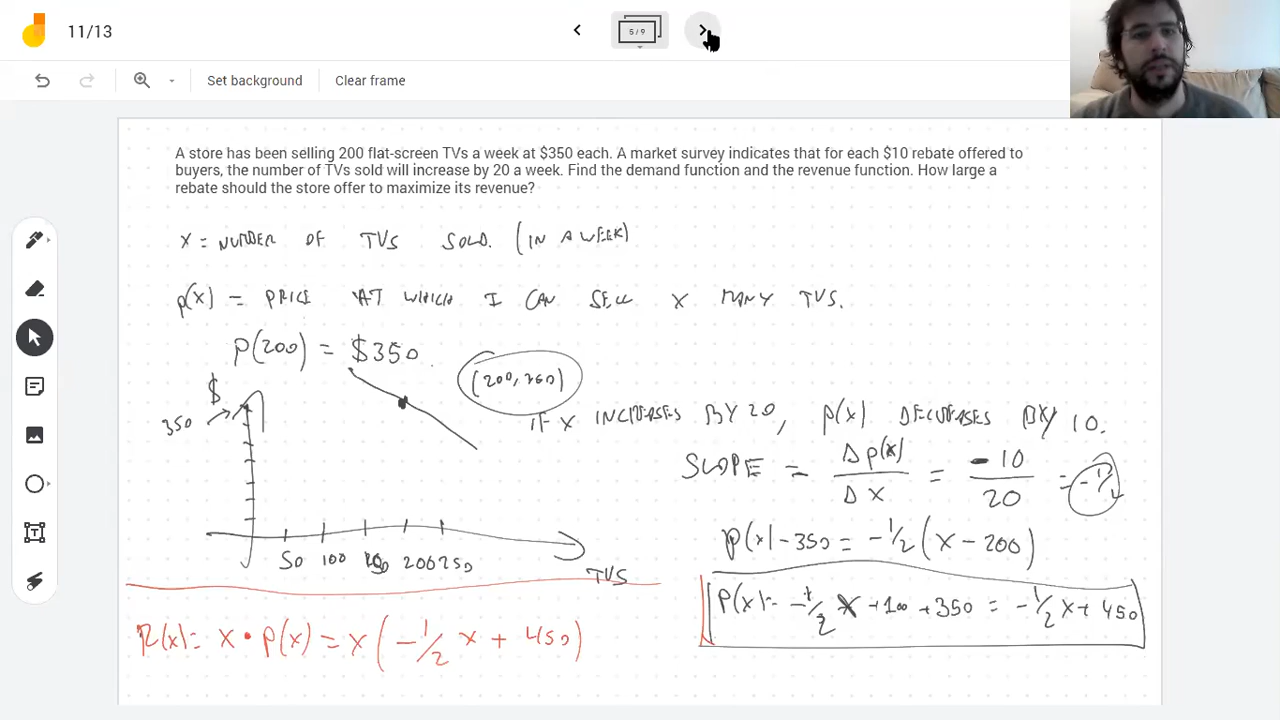 11/13
5/9
Set background
Clear frame
A store has been selling 200 flat-screen TVs a week at $350 each. A market survey indicates that for each $10 rebate offered to
buyers, the number of TVs sold will increase by 20 a week. Find the demand function and the revenue function. How large a
rebate should the store offer to maximize its revenue?
X = NUMBER OF TVS SOLD. (IN A WEEK)
p(x) = PRICE AT WHICH I CAN SELL X MANY TVS.
p(200) = $350.
(200, 350)
$
350
IF X INCREASES BY 20, p(x) DECREASES BY 10.
SLOPE = Δp(x)/ΔX = -10/20 = -1/2
p(x)-350 = -1/2 (X - 200)
50 100 200 250
TVS
P(x) = -1/2 X + 100 + 350 = -1/2 X + 450
R(x) = X • P(x) = X (-1/2 X + 450)